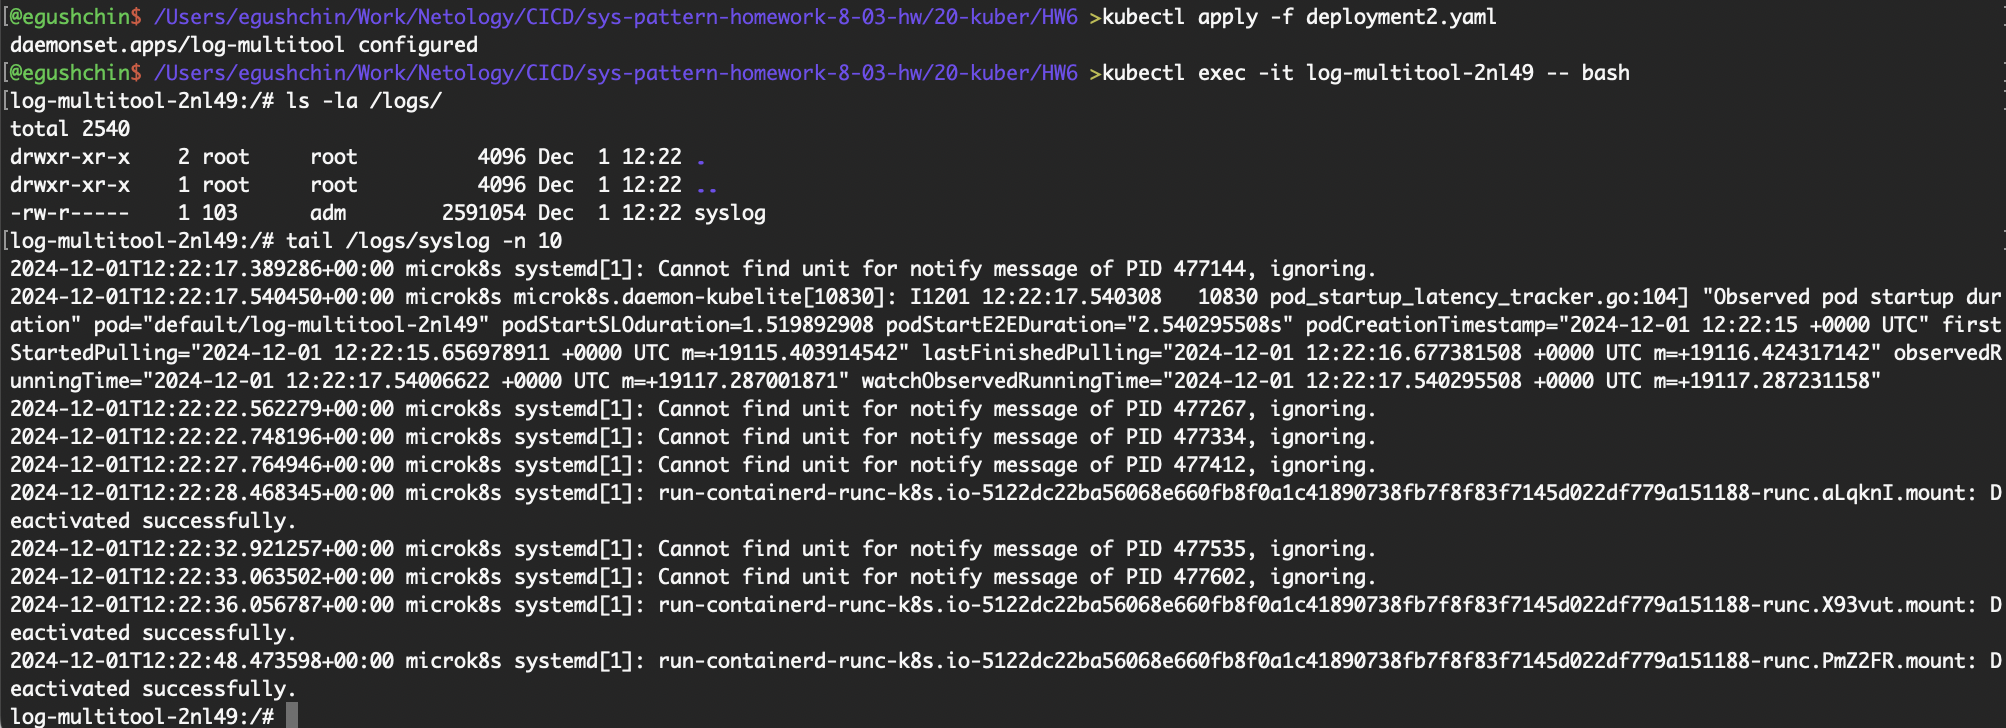 [@egushchin$ /Users/egushchin/Work/Netology/CICD/sys-pattern-homework-8-03-hw/20-kuber/HW6 >kubectl apply -f deployment2.yaml
daemonset.apps/log-multitool configured
[@egushchin$ /Users/egushchin/Work/Netology/CICD/sys-pattern-homework-8-03-hw/20-kuber/HW6 >kubectl exec -it log-multitool-2nl49 -- bash
[log-multitool-2nl49:/# ls -la /logs/
total 2540
drwxr-xr-x    2 root     root          4096 Dec  1 12:22 .
drwxr-xr-x    1 root     root          4096 Dec  1 12:22 ..
-rw-r-----    1 103      adm        2591054 Dec  1 12:22 syslog
[log-multitool-2nl49:/# tail /logs/syslog -n 10
2024-12-01T12:22:17.389286+00:00 microk8s systemd[1]: Cannot find unit for notify message of PID 477144, ignoring.
2024-12-01T12:22:17.540450+00:00 microk8s microk8s.daemon-kubelite[10830]: I1201 12:22:17.540308   10830 pod_startup_latency_tracker.go:104] "Observed pod startup dur
ation" pod="default/log-multitool-2nl49" podStartSLOduration=1.519892908 podStartE2EDuration="2.540295508s" podCreationTimestamp="2024-12-01 12:22:15 +0000 UTC" first
StartedPulling="2024-12-01 12:22:15.656978911 +0000 UTC m=+19115.403914542" lastFinishedPulling="2024-12-01 12:22:16.677381508 +0000 UTC m=+19116.424317142" observedR
unningTime="2024-12-01 12:22:17.54006622 +0000 UTC m=+19117.287001871" watchObservedRunningTime="2024-12-01 12:22:17.540295508 +0000 UTC m=+19117.287231158"
2024-12-01T12:22:22.562279+00:00 microk8s systemd[1]: Cannot find unit for notify message of PID 477267, ignoring.
2024-12-01T12:22:22.748196+00:00 microk8s systemd[1]: Cannot find unit for notify message of PID 477334, ignoring.
2024-12-01T12:22:27.764946+00:00 microk8s systemd[1]: Cannot find unit for notify message of PID 477412, ignoring.
2024-12-01T12:22:28.468345+00:00 microk8s systemd[1]: run-containerd-runc-k8s.io-5122dc22ba56068e660fb8f0a1c41890738fb7f8f83f7145d022df779a151188-runc.aLqknI.mount: D
eactivated successfully.
2024-12-01T12:22:32.921257+00:00 microk8s systemd[1]: Cannot find unit for notify message of PID 477535, ignoring.
2024-12-01T12:22:33.063502+00:00 microk8s systemd[1]: Cannot find unit for notify message of PID 477602, ignoring.
2024-12-01T12:22:36.056787+00:00 microk8s systemd[1]: run-containerd-runc-k8s.io-5122dc22ba56068e660fb8f0a1c41890738fb7f8f83f7145d022df779a151188-runc.X93vut.mount: D
eactivated successfully.
2024-12-01T12:22:48.473598+00:00 microk8s systemd[1]: run-containerd-runc-k8s.io-5122dc22ba56068e660fb8f0a1c41890738fb7f8f83f7145d022df779a151188-runc.PmZ2FR.mount: D
eactivated successfully.
log-multitool-2nl49:/#